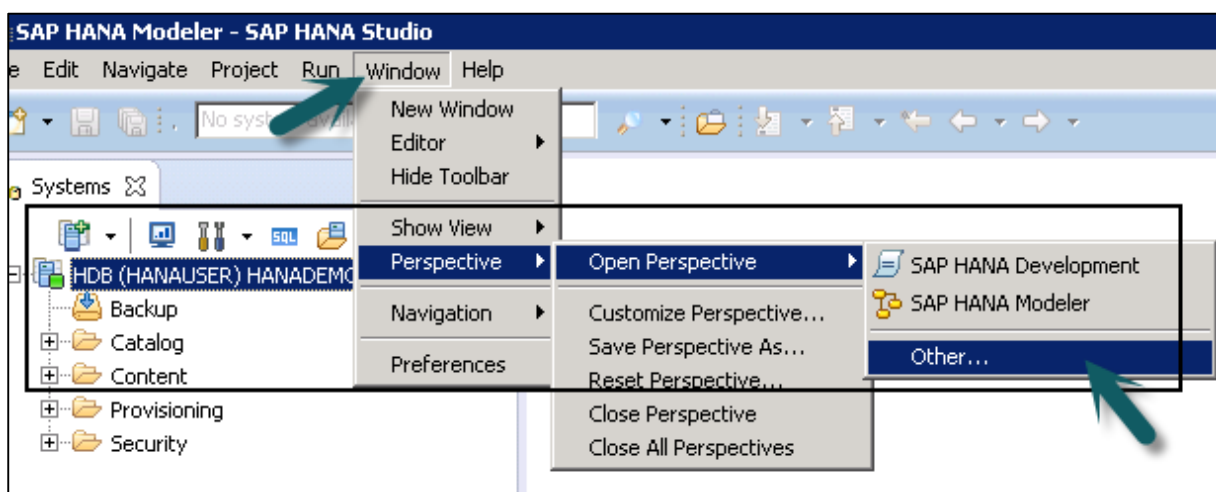 SAP HANA Modeler - SAP HANA Studio
e Edit Navigate Project Run Window Help
No syst
Systems
SQL
HDB (HANAUSER) HANADEMO
Backup
Catalog
Content
Provisioning
Security
New Window
Editor
Hide Toolbar
Show View
Perspective
Navigation
Preferences
Open Perspective
Customize Perspective...
Save Perspective As...
Reset Perspective...
Close Perspective
Close All Perspectives
SAP HANA Development
SAP HANA Modeler
Other...